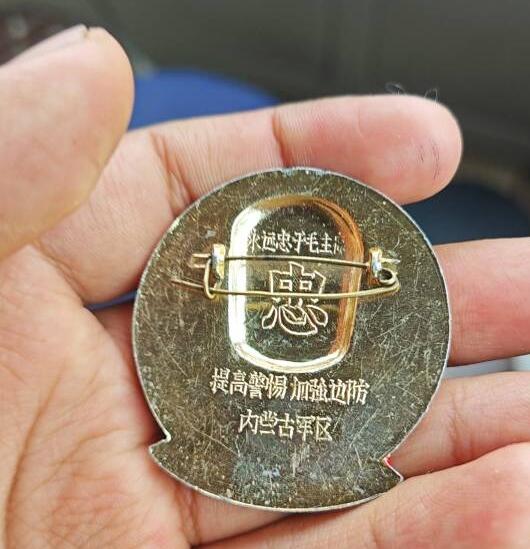 永远忠于毛主席
忠
提高警惕 加強边防
内蒙古军区